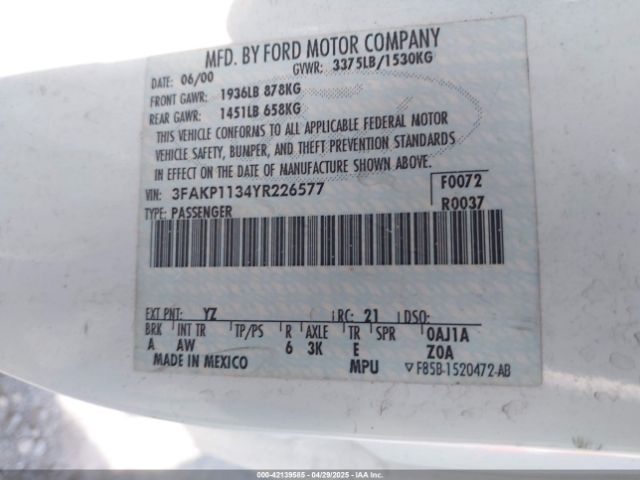 MFD. BY FORD MOTOR COMPANY
DATE: 06/00 GVWR: 3375LB/1530KG
FRONT GAWR: 1936LB 878KG
REAR GAWR: 1451LB 658KG
THIS VEHICLE CONFORMS TO ALL APPLICABLE FEDERAL MOTOR
VEHICLE SAFETY, BUMPER, AND THEFT PREVENTION STANDARDS
IN EFFECT ON THE DATE OF MANUFACTURE SHOWN ABOVE.
VIN: 3FAKP1134YR226577 F0072
TYPE: PASSENGER R0037
EXT PNT: YZ RC: 21 DSO:
BRK INT TR TP/PS R AXLE TR SPR 0AJ1A
A AW 6 3K E Z0A
MADE IN MEXICO MPU ▽ F85B-1520472-AB
000-42139585 - 04/29/2025 - IAA Inc.